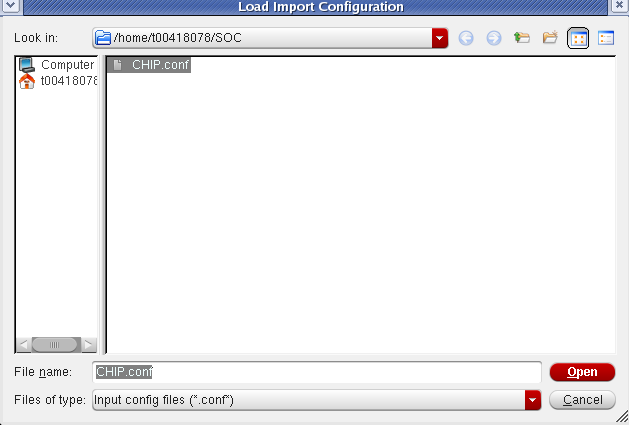 Load Import Configuration
Look in: /home/t00418078/SOC
Computer
t00418078
CHIP.conf
File name: CHIP.conf
Open
Files of type: Input config files (*.conf*)
Cancel